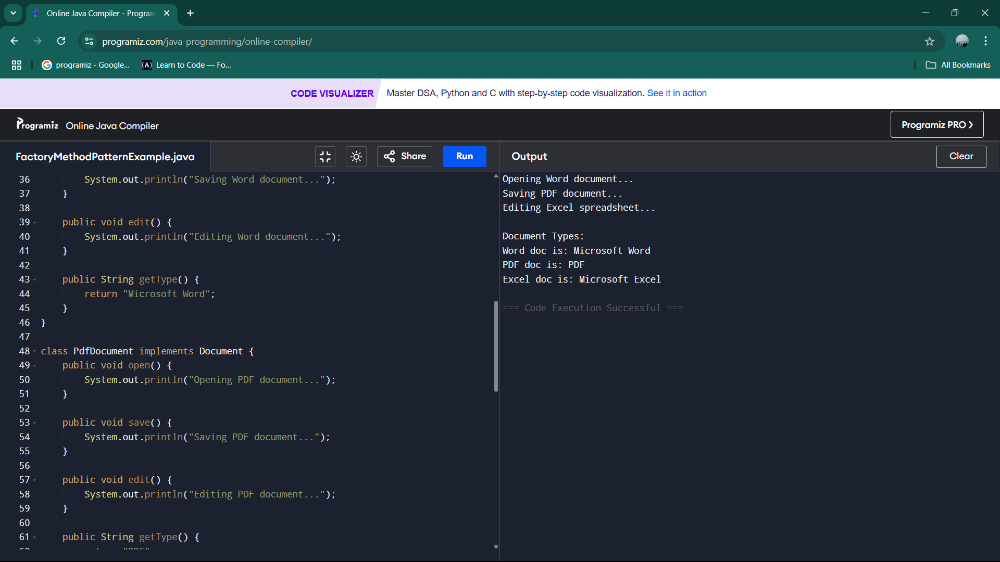 Online Java Compiler - Program
programiz.com/java-programming/online-compiler/
programiz - Google...
Learn to Code — Fo...
All Bookmarks
CODE VISUALIZER
Master DSA, Python and C with step-by-step code visualization. See it in action
Programiz Online Java Compiler
Programiz PRO ❯
FactoryMethodPatternExample.java
Share
Run
Output
Clear
36 System.out.println("Saving Word document...");
37 }
38
39 public void edit() {
40 System.out.println("Editing Word document...");
41 }
42
43 public String getType() {
44 return "Microsoft Word";
45 }
46 }
47
48 class PdfDocument implements Document {
49 public void open() {
50 System.out.println("Opening PDF document...");
51 }
52
53 public void save() {
54 System.out.println("Saving PDF document...");
55 }
56
57 public void edit() {
58 System.out.println("Editing PDF document...");
59 }
60
61 public String getType() {
Opening Word document...
Saving PDF document...
Editing Excel spreadsheet...
Document Types:
Word doc is: Microsoft Word
PDF doc is: PDF
Excel doc is: Microsoft Excel
=== Code Execution Successful ===